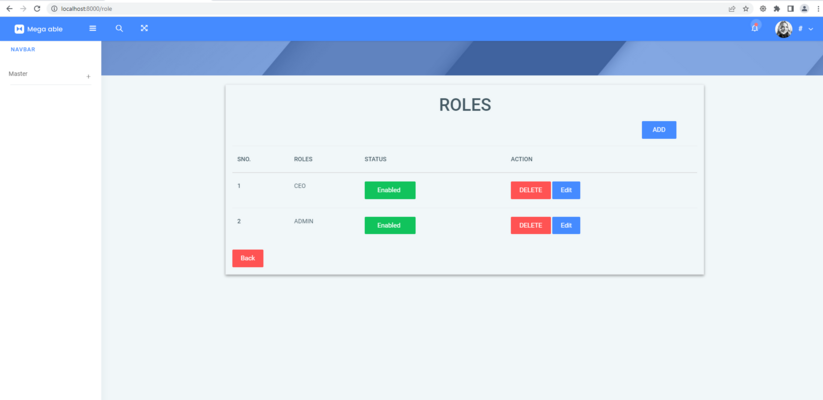 localhost:8000/role
Mega able
#
NAVBAR
Master
+
ROLES
ADD
SNO. ROLES STATUS ACTION
1 CEO Enabled DELETE Edit
2 ADMIN Enabled DELETE Edit
Back